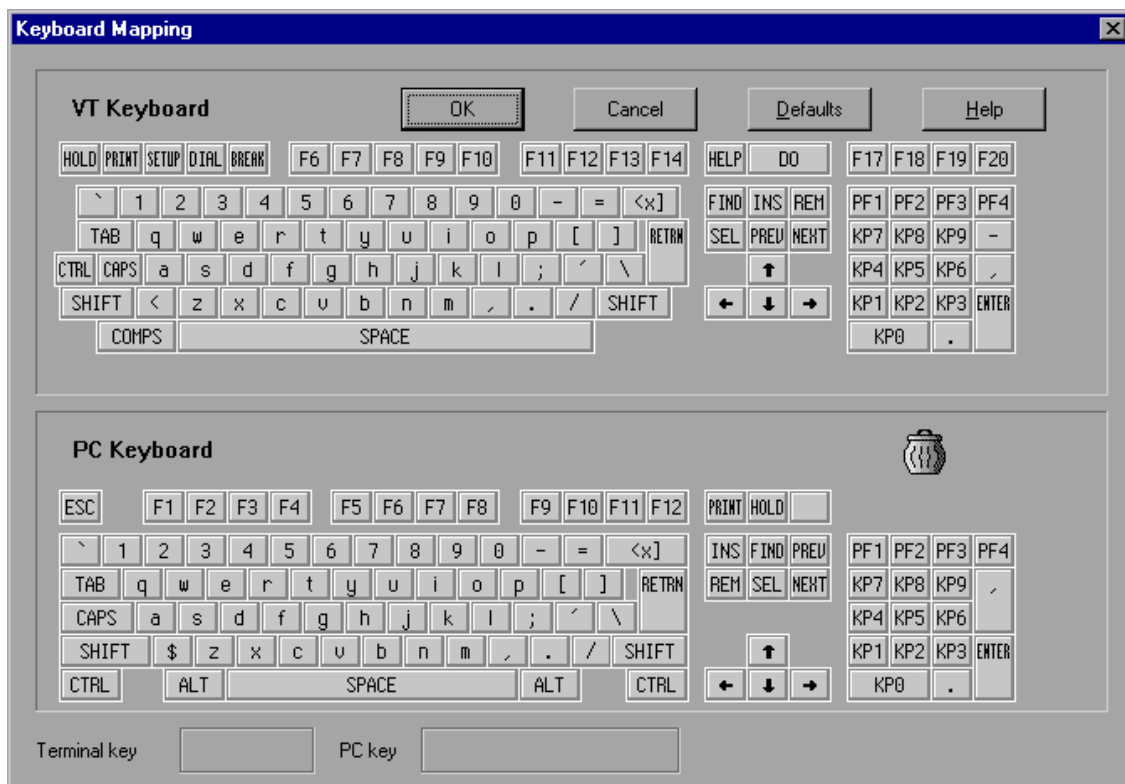 Keyboard Mapping
VT Keyboard OK Cancel Defaults Help
HOLD PRINT SETUP DIAL BREAK F6 F7 F8 F9 F10 F11 F12 F13 F14 HELP DO F17 F18 F19 F20
` 1 2 3 4 5 6 7 8 9 0 - = <x] FIND INS REM PF1 PF2 PF3 PF4
TAB q w e r t y u i o p [ ] RETRN SEL PREV NEXT KP7 KP8 KP9 -
CTRL CAPS a s d f g h j k l ; ´ \ ↑ KP4 KP5 KP6 ,
SHIFT < z x c v b n m , . / SHIFT ← ↓ → KP1 KP2 KP3 ENTER
COMPS SPACE KP0 .
PC Keyboard
ESC F1 F2 F3 F4 F5 F6 F7 F8 F9 F10 F11 F12 PRINT HOLD
` 1 2 3 4 5 6 7 8 9 0 - = <x] INS FIND PREV PF1 PF2 PF3 PF4
TAB q w e r t y u i o p [ ] RETRN REM SEL NEXT KP7 KP8 KP9 ,
CAPS a s d f g h j k l ; ´ \ KP4 KP5 KP6
SHIFT $ z x c v b n m , . / SHIFT ↑ KP1 KP2 KP3 ENTER
CTRL ALT SPACE ALT CTRL ← ↓ → KP0 .
Terminal key PC key